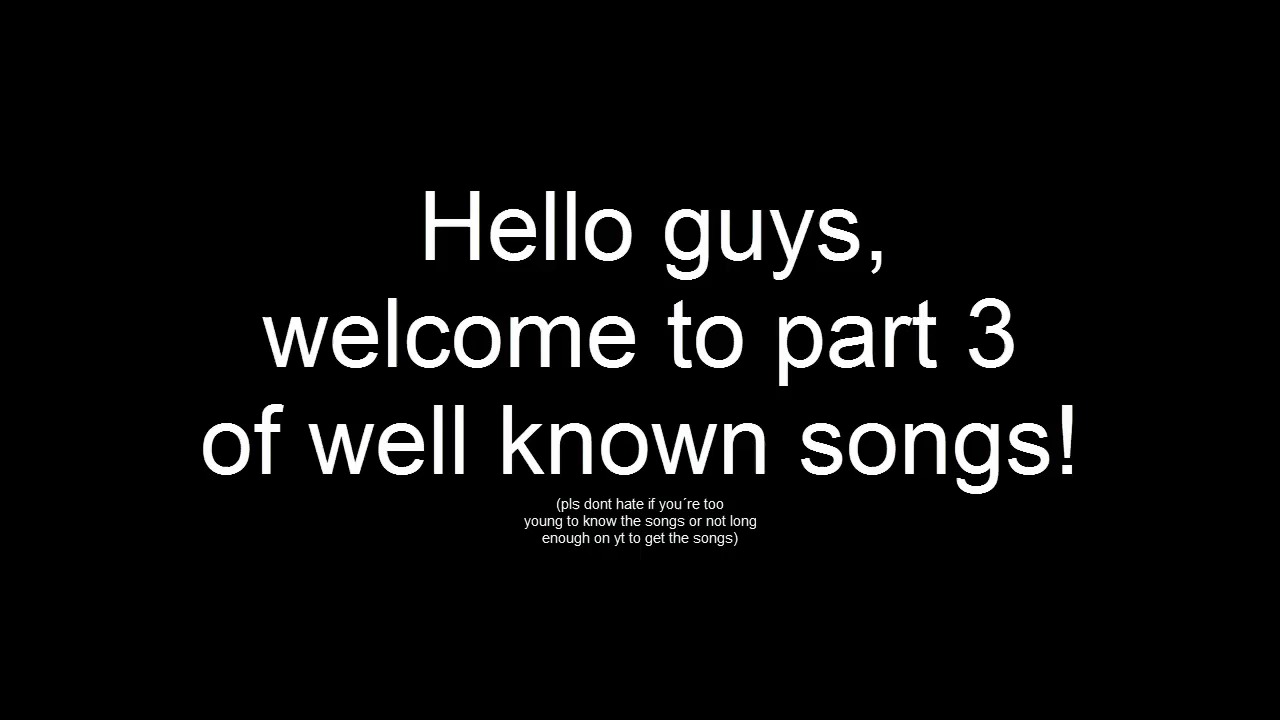 Hello guys,
welcome to part 3
of well known songs!
(pls dont hate if you´re too
young to know the songs or not long
enough on yt to get the songs)